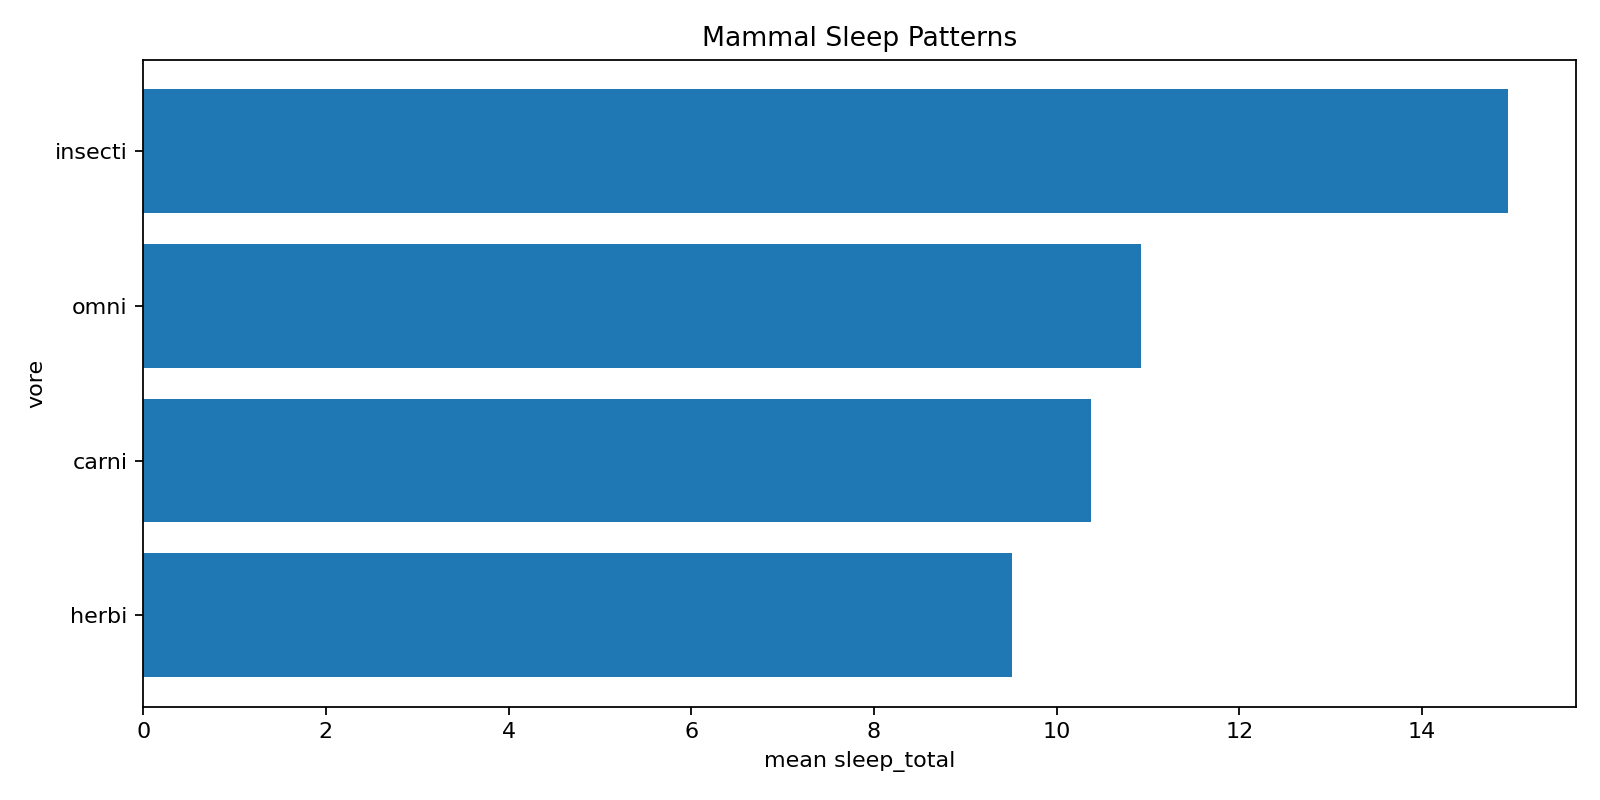 Mammal Sleep Patterns
insecti
omni
carni
herbi
vore
0 2 4 6 8 10 12 14
mean sleep_total